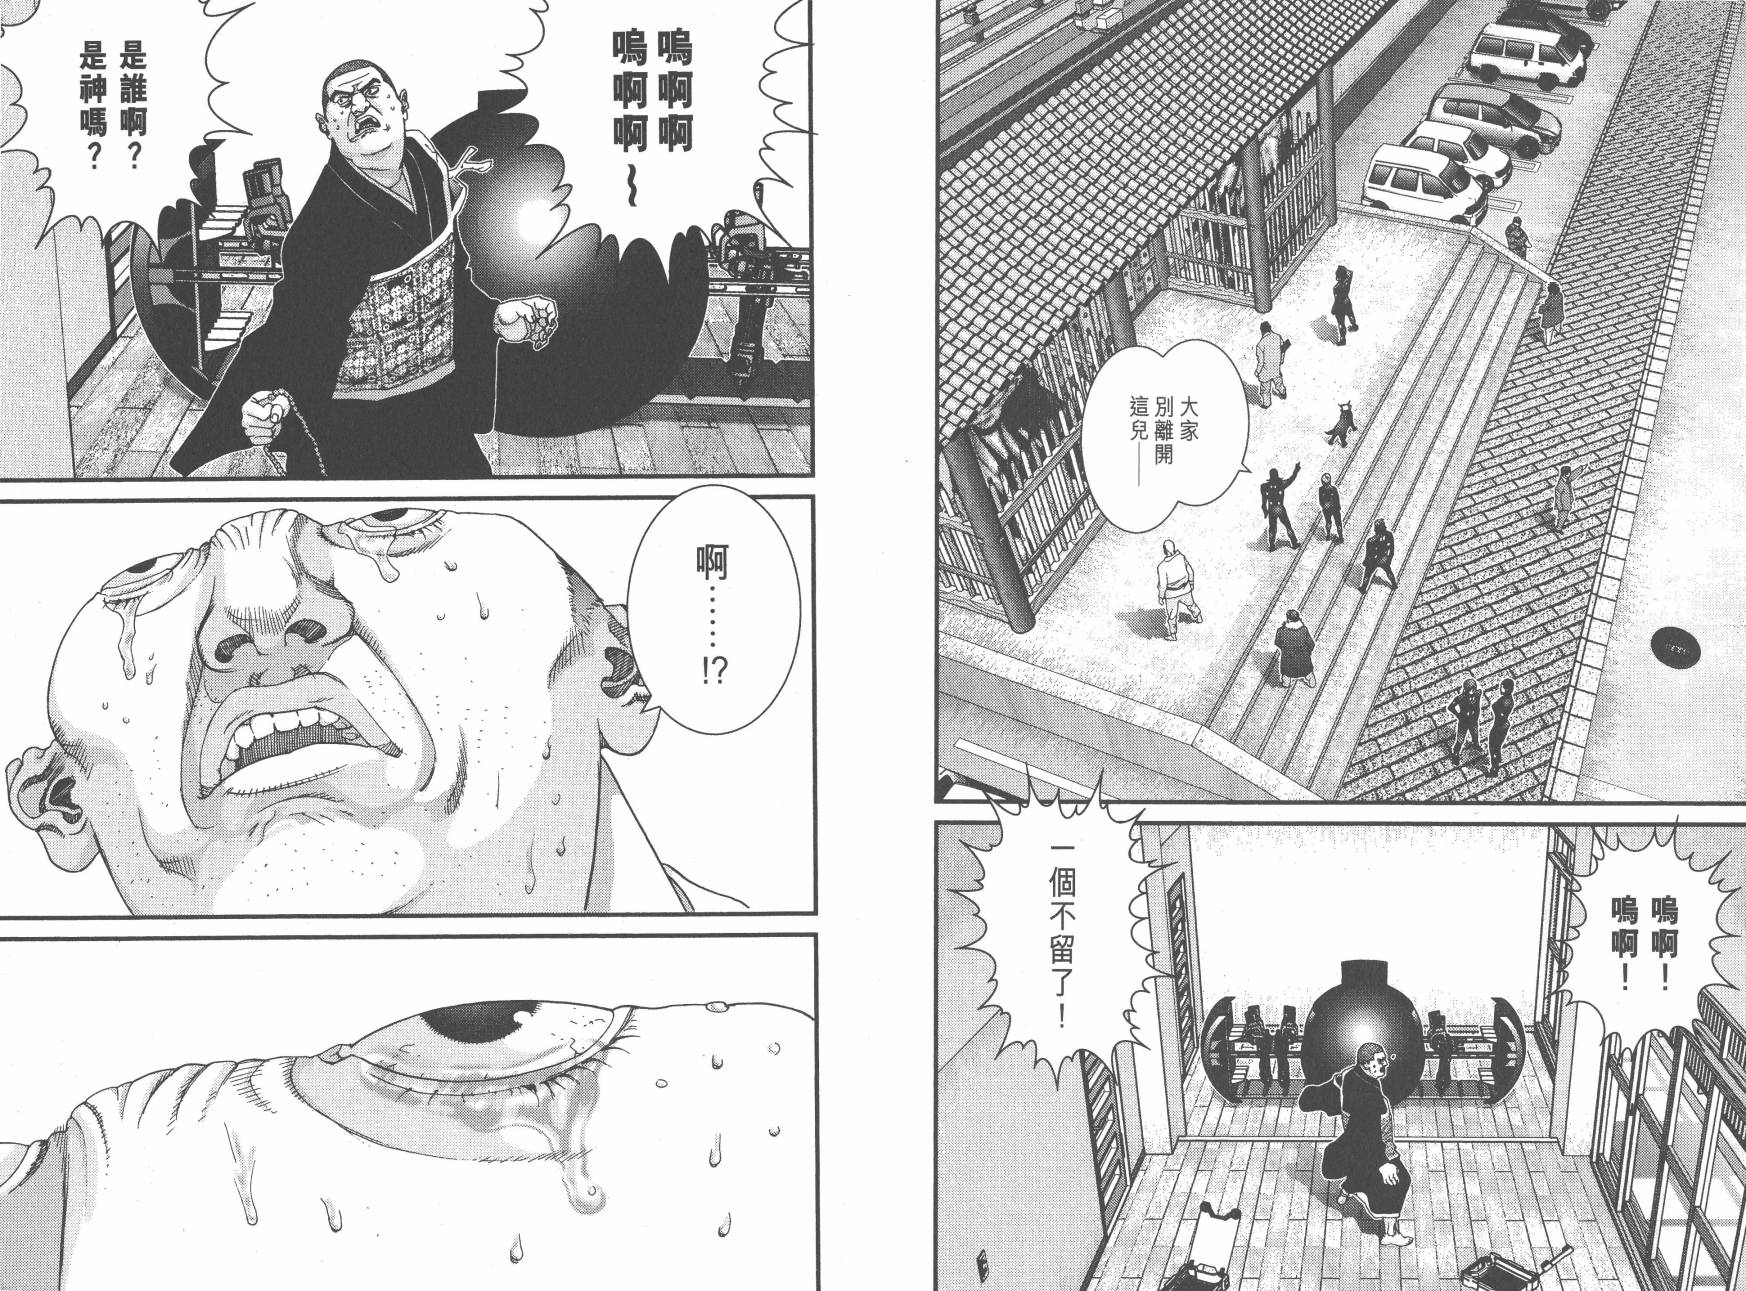 大家
別離開
這兒——
嗚啊！
嗚啊！
一個不留了！
嗚啊啊
嗚啊啊~
是誰啊？
是神嗎？
啊……!?